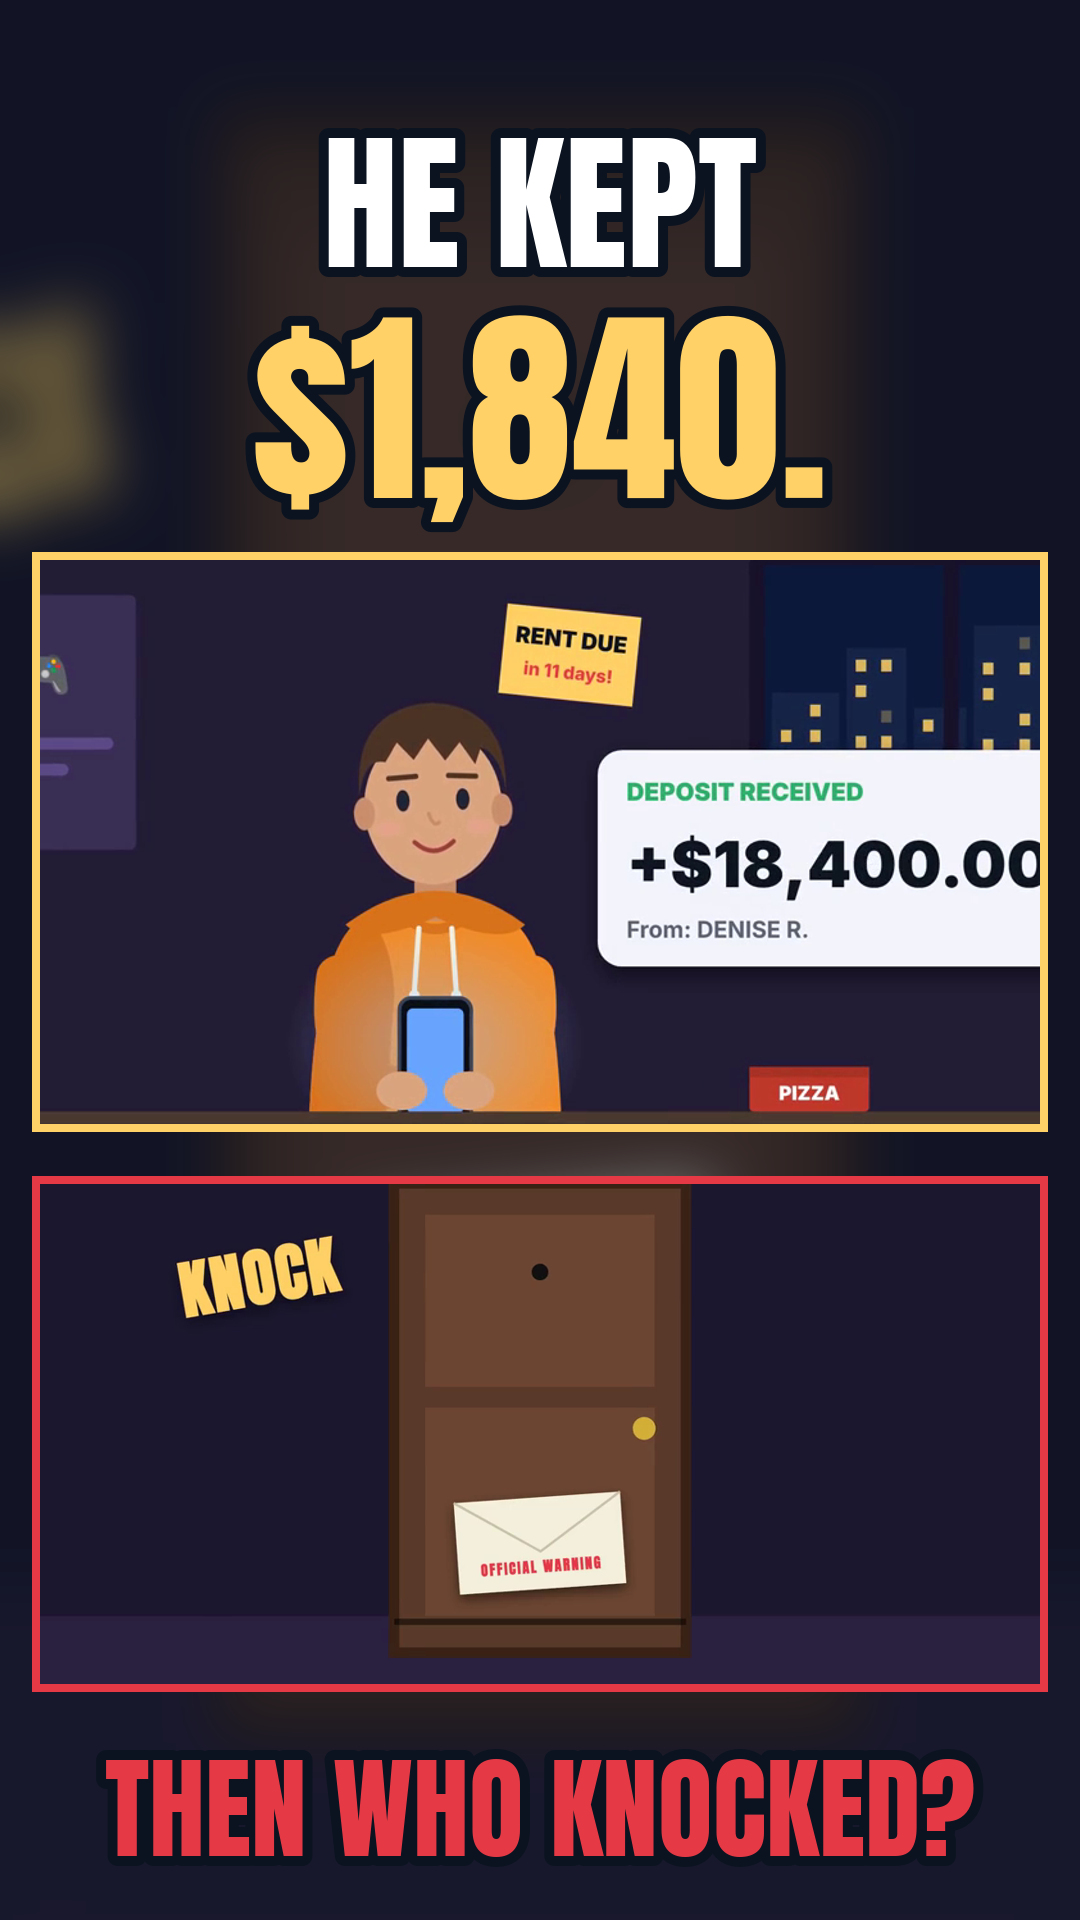 HE KEPT
$1,840.
RENT DUE
in 11 days!
DEPOSIT RECEIVED
+$18,400.00
From: DENISE R.
PIZZA
KNOCK
OFFICIAL WARNING
THEN WHO KNOCKED?